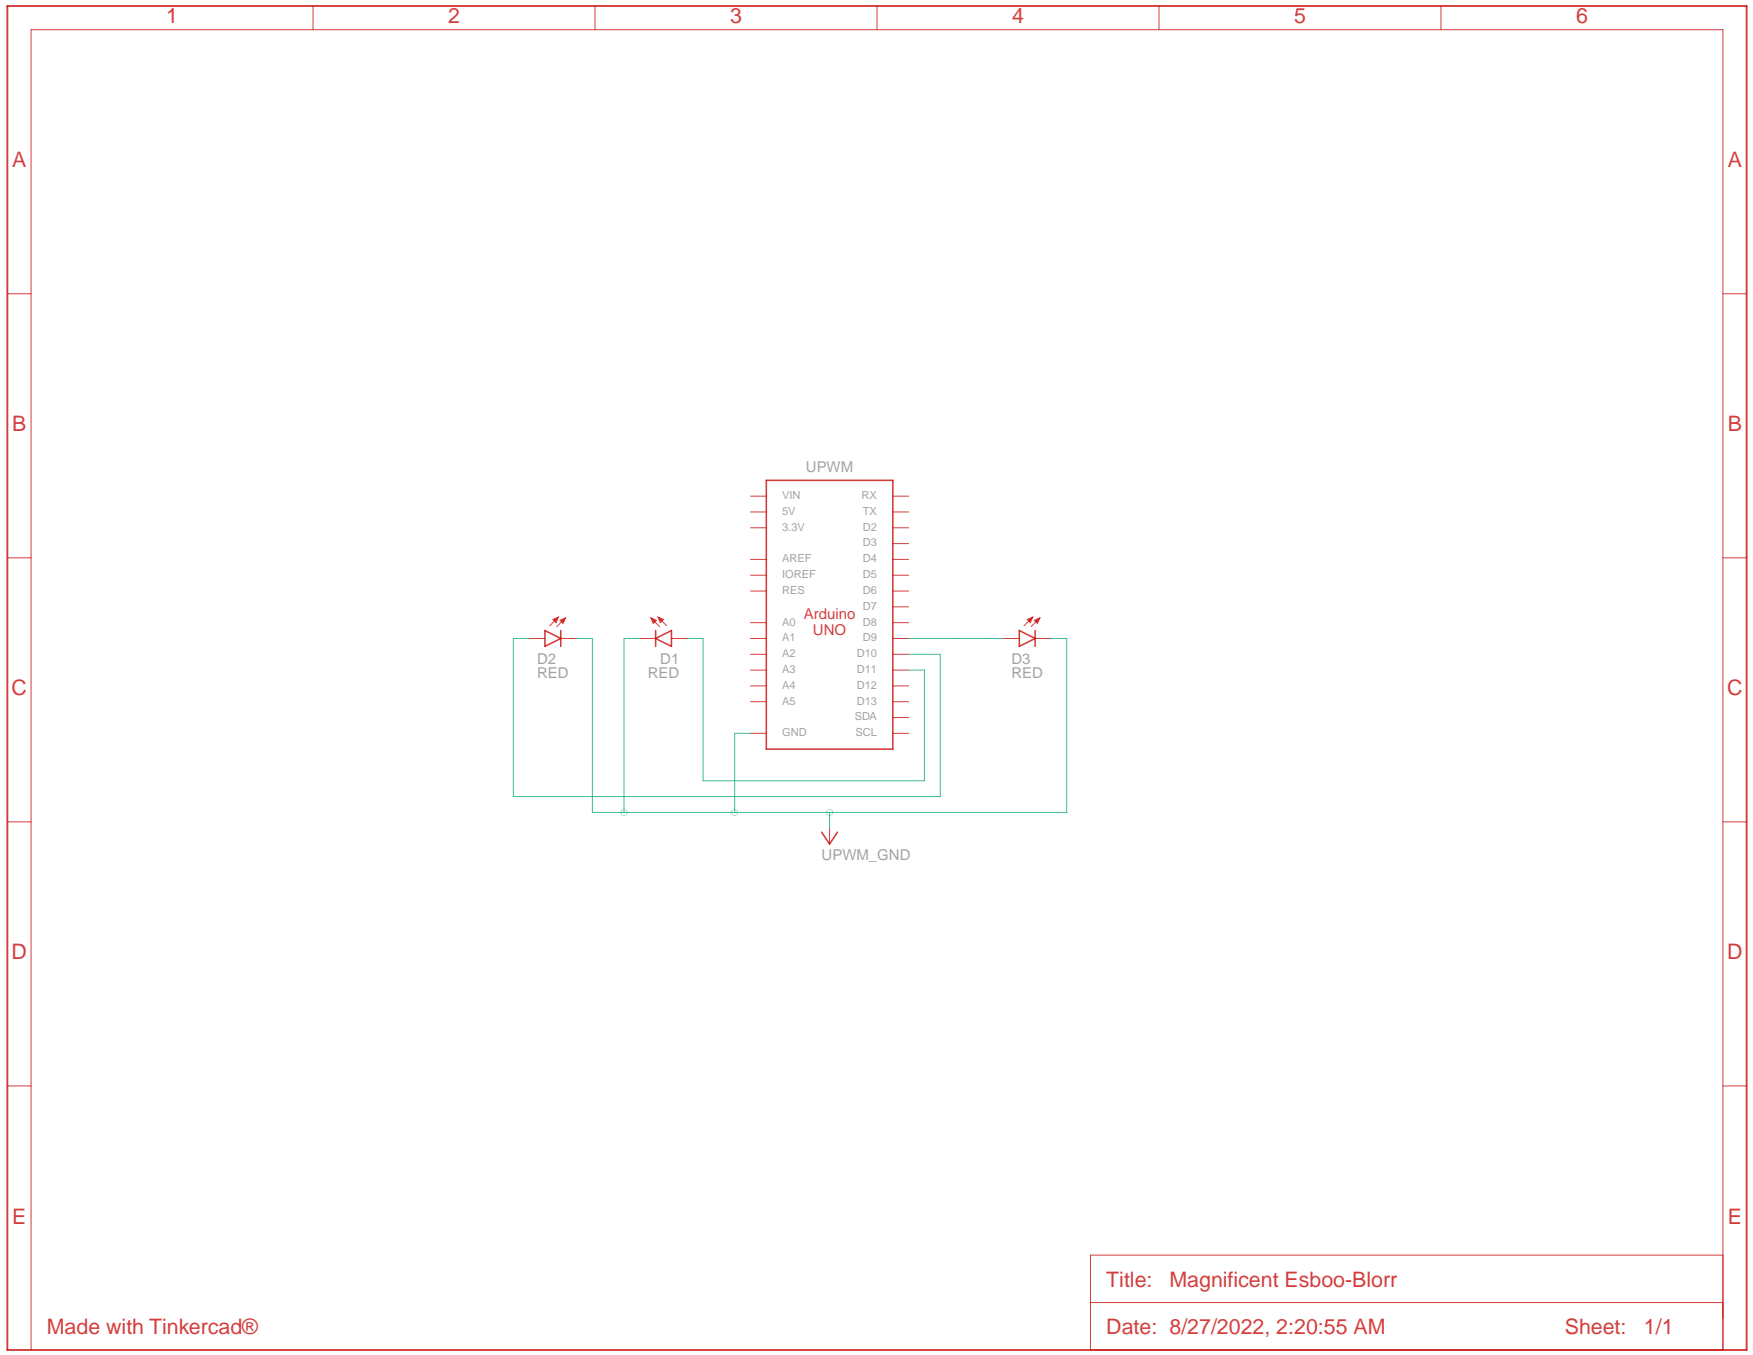 1 2 3 4 5 6
A A
B B
UPWM
VIN RX
5V TX
3.3V D2
D3
AREF D4
IOREF D5
RES D6
D7
Arduino
A0 D8
UNO
A1 D9
A2 D10
A3 D11
A4 D12
A5 D13
SDA
GND SCL
D2 D1 D3
RED RED RED
C C
UPWM_GND
D D
E E
Title: Magnificent Esboo-Blorr
Made with Tinkercad®
Date: 8/27/2022, 2:20:55 AM Sheet: 1/1